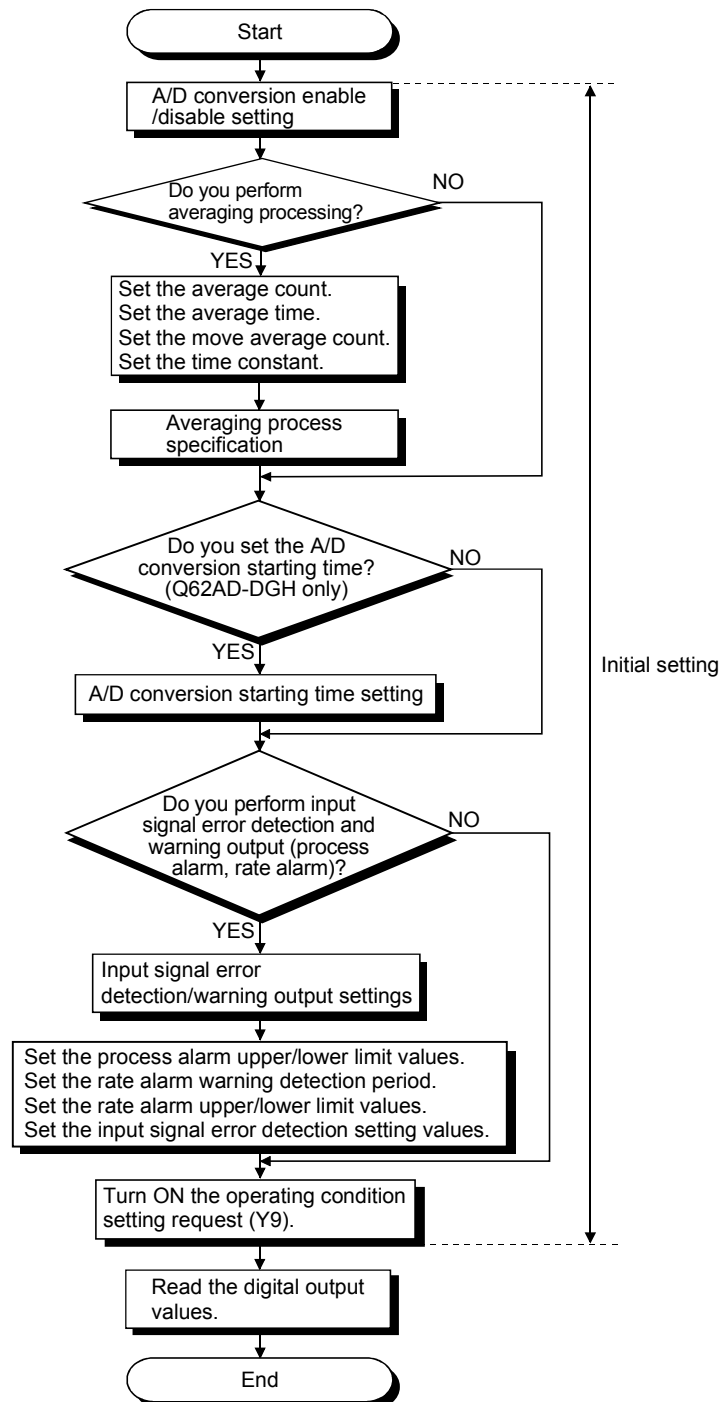 Start
A/D conversion enable
/disable setting
Do you perform
averaging processing?
NO
YES
Set the average count.
Set the average time.
Set the move average count.
Set the time constant.
Averaging process
specification
Do you set the A/D
conversion starting time?
(Q62AD-DGH only)
NO
YES
Initial setting
A/D conversion starting time setting
Do you perform input
signal error detection and
warning output (process
alarm, rate alarm)?
NO
YES
Input signal error
detection/warning output settings
Set the process alarm upper/lower limit values.
Set the rate alarm warning detection period.
Set the rate alarm upper/lower limit values.
Set the input signal error detection setting values.
Turn ON the operating condition
setting request (Y9).
Read the digital output
values.
End